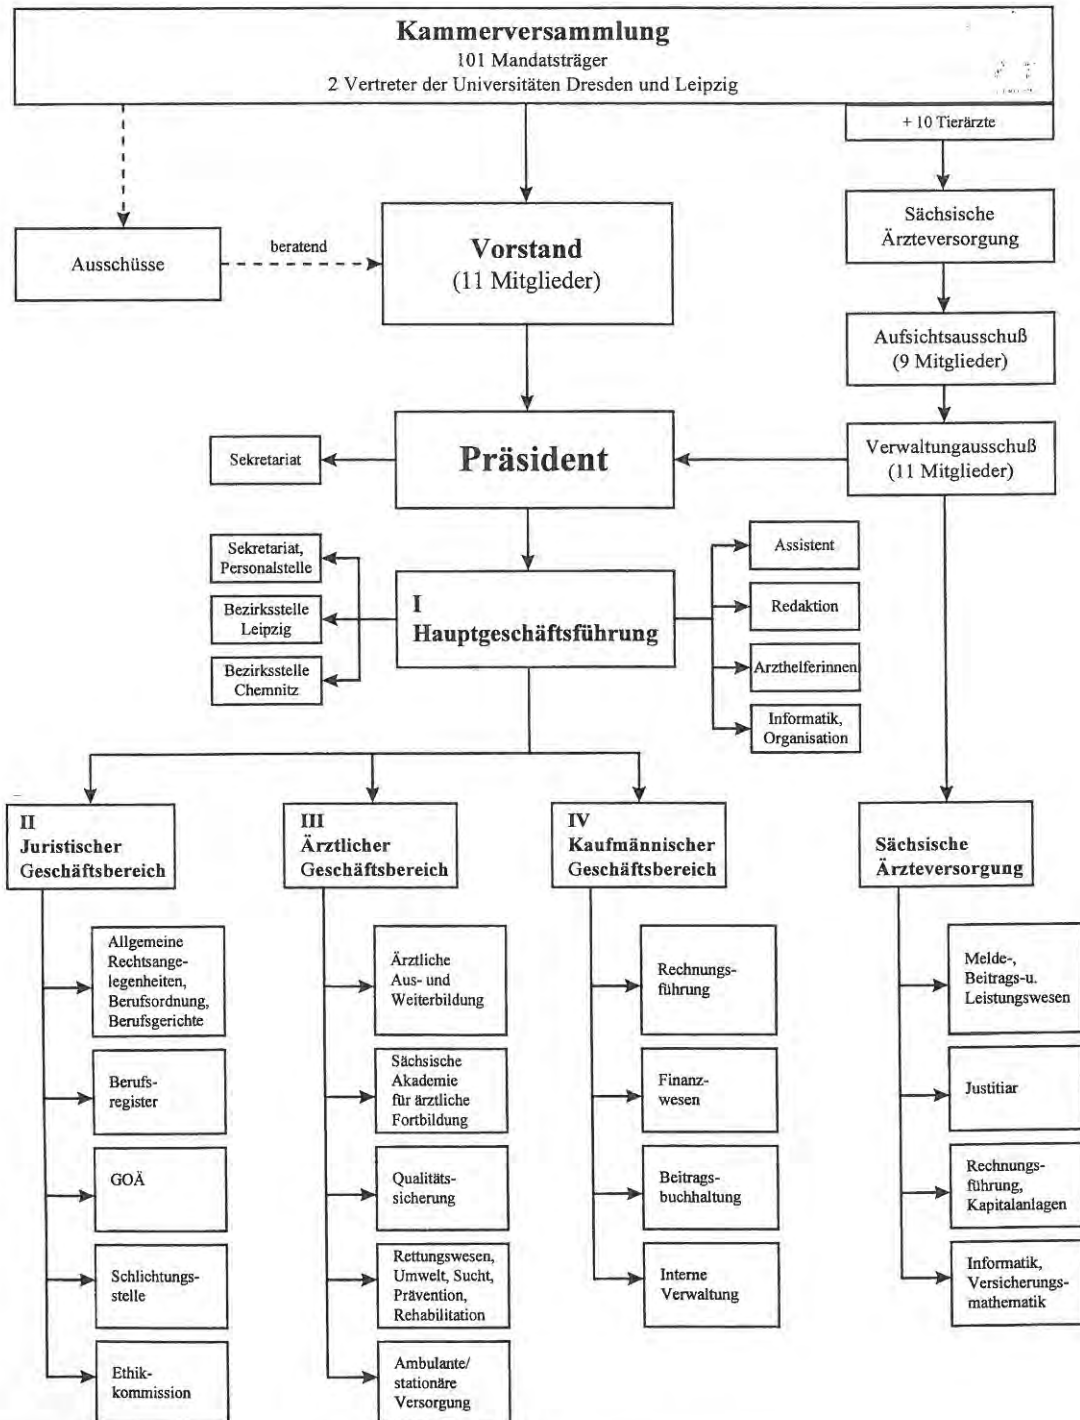 Kammerversammlung
101 Mandatsträger
2 Vertreter der Universitäten Dresden und Leipzig
+ 10 Tierärzte
Sächsische
Ärzteversorgung
Ausschüsse
beratend
Vorstand
(11 Mitglieder)
Aufsichtsausschuß
(9 Mitglieder)
Sekretariat
Präsident
Verwaltungausschuß
(11 Mitglieder)
Sekretariat,
Personalstelle
Bezirksstelle
Leipzig
Bezirksstelle
Chemnitz
I
Hauptgeschäftsführung
Assistent
Redaktion
Arzthelferinnen
Informatik,
Organisation
II
Juristischer
Geschäftsbereich
III
Ärztlicher
Geschäftsbereich
IV
Kaufmännischer
Geschäftsbereich
Sächsische
Ärzteversorgung
Allgemeine
Rechtsange-
legenheiten,
Berufsordnung,
Berufsgerichte
Berufs-
register
GOÄ
Schlichtungs-
stelle
Ethik-
kommission
Ärztliche
Aus- und
Weiterbildung
Sächsische
Akademie
für ärztliche
Fortbildung
Qualitäts-
sicherung
Rettungswesen,
Umwelt, Sucht,
Prävention,
Rehabilitation
Ambulante/
stationäre
Versorgung
Rechnungs-
führung
Finanz-
wesen
Beitrags-
buchhaltung
Interne
Verwaltung
Melde-,
Beitrags-u.
Leistungswesen
Justitiar
Rechnungs-
führung,
Kapitalanlagen
Informatik,
Versicherungs-
mathematik